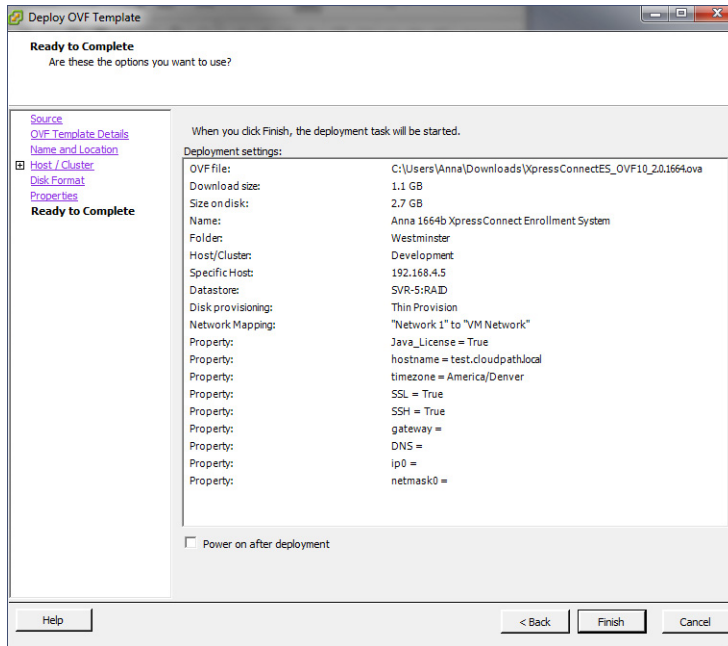 Deploy OVF Template
Ready to Complete
Are these the options you want to use?
Source
OVF Template Details
Name and Location
Host / Cluster
Disk Format
Properties
Ready to Complete
When you click Finish, the deployment task will be started.
Deployment settings:
OVF file: C:\Users\Anna\Downloads\XpressConnectES_OVF10_2.0.1664.ova
Download size: 1.1 GB
Size on disk: 2.7 GB
Name: Anna 1664b XpressConnect Enrollment System
Folder: Westminster
Host/Cluster: Development
Specific Host: 192.168.4.5
Datastore: SVR-5:RAID
Disk provisioning: Thin Provision
Network Mapping: "Network 1" to "VM Network"
Property: Java_License = True
Property: hostname = test.cloudpath.local
Property: timezone = America/Denver
Property: SSL = True
Property: SSH = True
Property: gateway =
Property: DNS =
Property: ip0 =
Property: netmask0 =
Power on after deployment
Help
< Back
Finish
Cancel